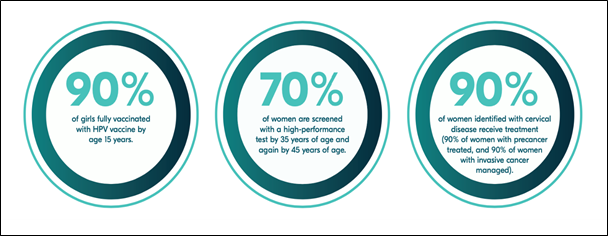 90%
of girls fully vaccinated
with HPV vaccine by
age 15 years.
70%
of women are screened
with a high-performance
test by 35 years of age and
again by 45 years of age.
90%
of women identified with cervical
disease receive treatment
(90% of women with precancer
treated, and 90% of women
with invasive cancer
managed).